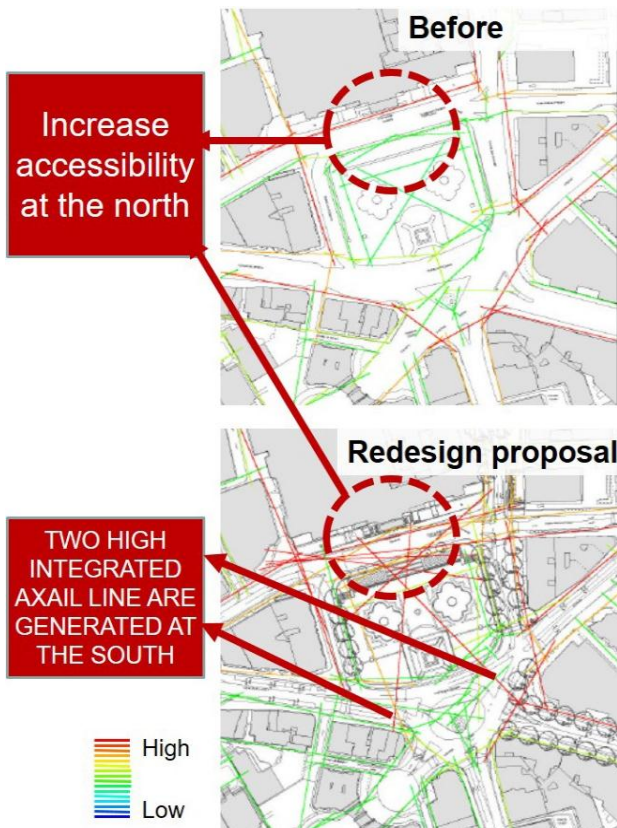 Before
Increase
accessibility
at the north
Redesign proposal
TWO HIGH
INTEGRATED
AXAIL LINE ARE
GENERATED AT
THE SOUTH
High
Low